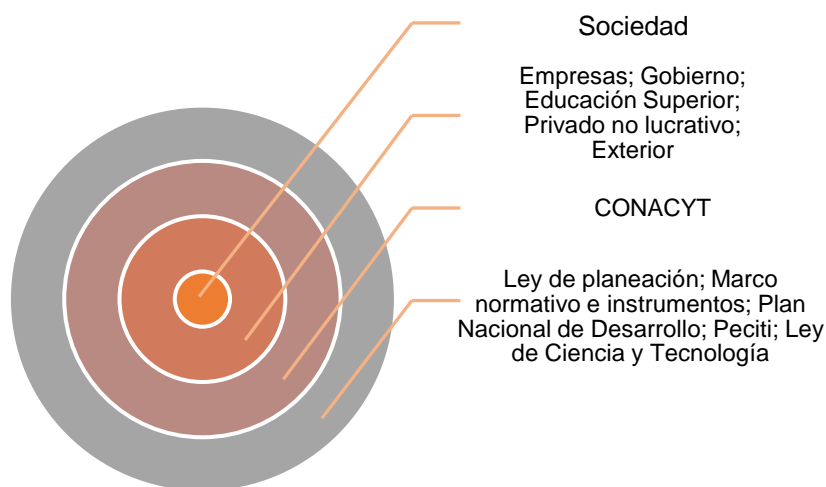 Sociedad
Empresas; Gobierno;
Educación Superior;
Privado no lucrativo;
Exterior
CONACYT
Ley de planeación; Marco
normativo e instrumentos; Plan
Nacional de Desarrollo; Peciti; Ley
de Ciencia y Tecnología